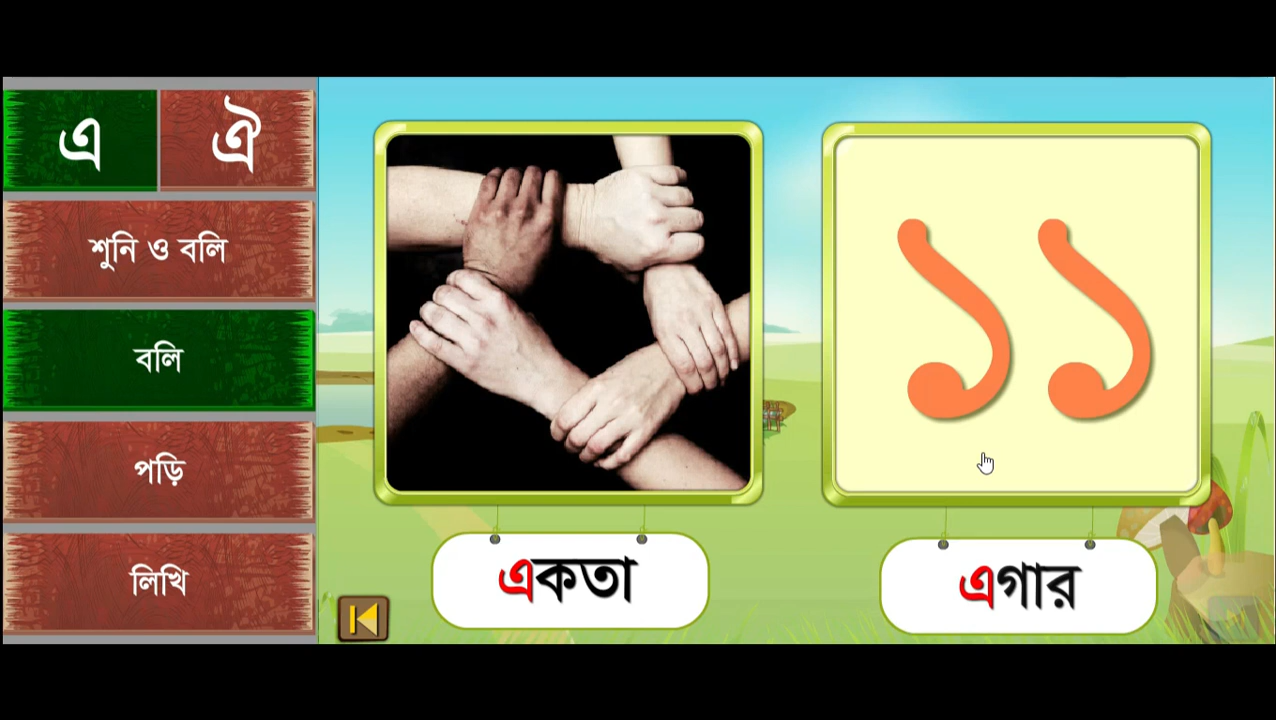 এ ঐ
শুনি ও বলি
বলি
পড়ি
লিখি
১১
একতা
এগার